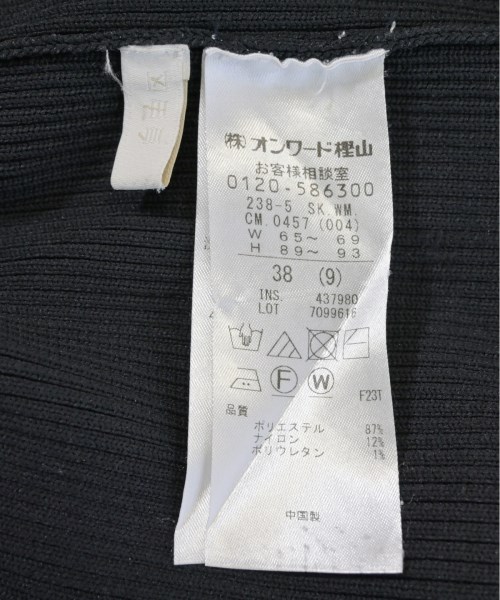 ㈱オンワード樫山
お客様相談室
0120-586300
238-5 SK.WM.
CM.0457 (004)
W 65～ 69
H 89～ 93
38 (9)
INS. 437980
LOT 7099616
F W
F23T
品質
ポリエステル 87%
ナイロン 12%
ポリウレタン 1%
中国製